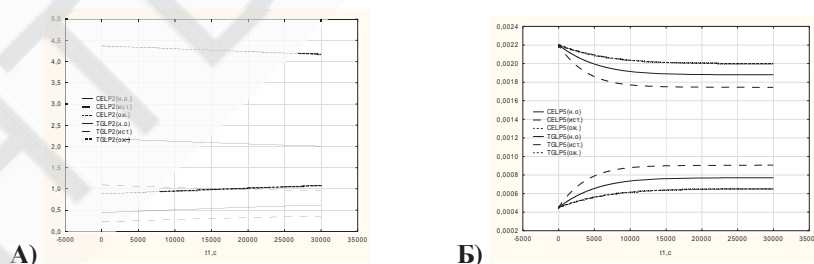 5,0
4,5
4,0
3,5
3,0
2,5
2,0
1,5
1,0
0,5
0,0
CELP2(н.о.)
CELP2(ист.)
CELP2(ож.)
TGLP2(н.о.)
TGLP2(ист.)
TGLP2(ож.)
-5000 0 5000 10000 15000 20000 25000 30000 35000
t1,c
А)
0,0024
0,0022
0,0020
0,0018
0,0016
0,0014
0,0012
0,0010
0,0008
0,0006
0,0004
0,0002
CELP5(н.о)
CELP5(ист.)
CELP5(ож.)
TGLP5(н.о)
TGLP5(ист.)
TGLP5(ож.)
-5000 0 5000 10000 15000 20000 25000 30000 35000
t1,c
Б)